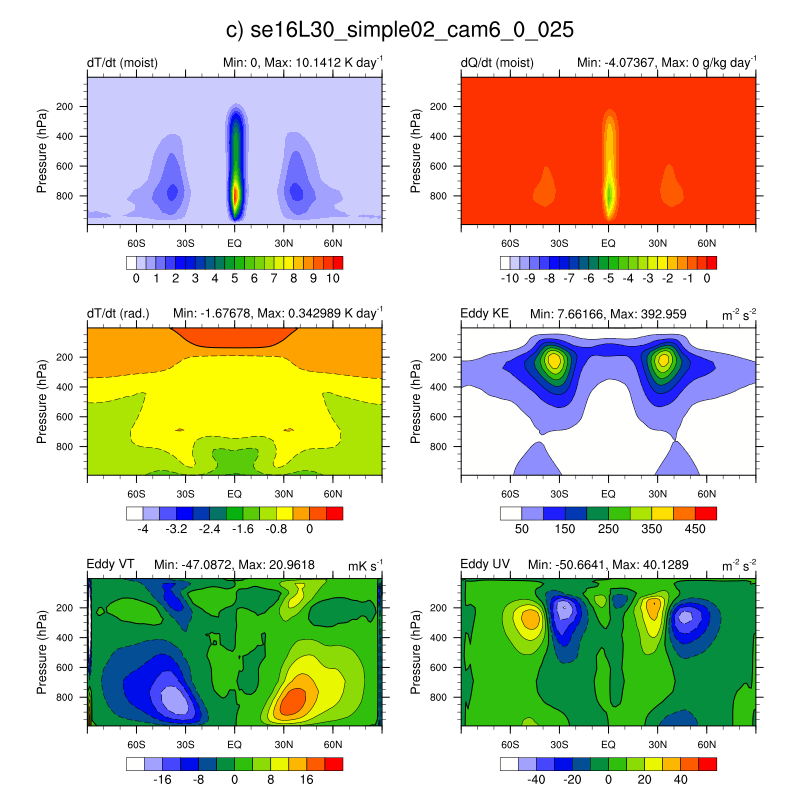 c) se16L30_simple02_cam6_0_025
dT/dt (moist) Min: 0, Max: 10.1412 K day-1
Pressure (hPa)
200
400
600
800
60S 30S EQ 30N 60N
0 1 2 3 4 5 6 7 8 9 10
dQ/dt (moist) Min: -4.07367, Max: 0 g/kg day-1
Pressure (hPa)
200
400
600
800
60S 30S EQ 30N 60N
-10 -9 -8 -7 -6 -5 -4 -3 -2 -1 0
dT/dt (rad.) Min: -1.67678, Max: 0.342989 K day-1
Pressure (hPa)
200
400
600
800
60S 30S EQ 30N 60N
-4 -3.2 -2.4 -1.6 -0.8 0
Eddy KE Min: 7.66166, Max: 392.959 m-2 s-2
Pressure (hPa)
200
400
600
800
60S 30S EQ 30N 60N
50 150 250 350 450
Eddy VT Min: -47.0872, Max: 20.9618 mK s-1
Pressure (hPa)
200
400
600
800
60S 30S EQ 30N 60N
-16 -8 0 8 16
Eddy UV Min: -50.6641, Max: 40.1289 m-2 s-2
Pressure (hPa)
200
400
600
800
60S 30S EQ 30N 60N
-40 -20 0 20 40